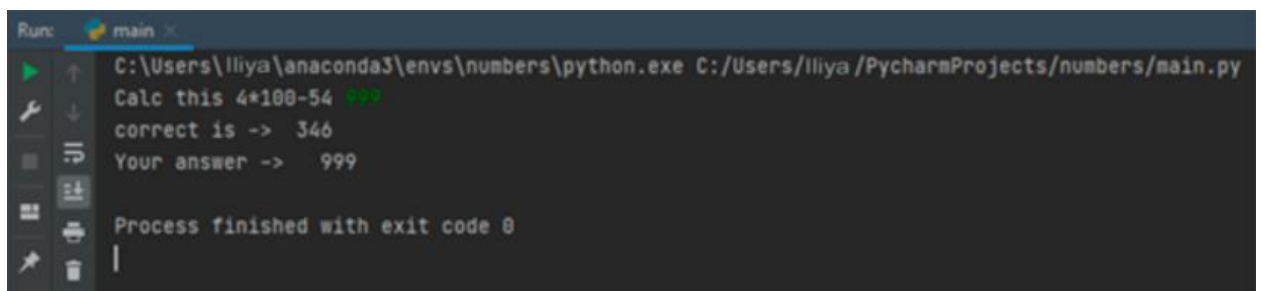 Run: main ×
C:\Users\Iliya\anaconda3\envs\numbers\python.exe C:/Users/Iliya/PycharmProjects/numbers/main.py
Calc this 4*100-54 999
correct is -> 346
Your answer -> 999
Process finished with exit code 0